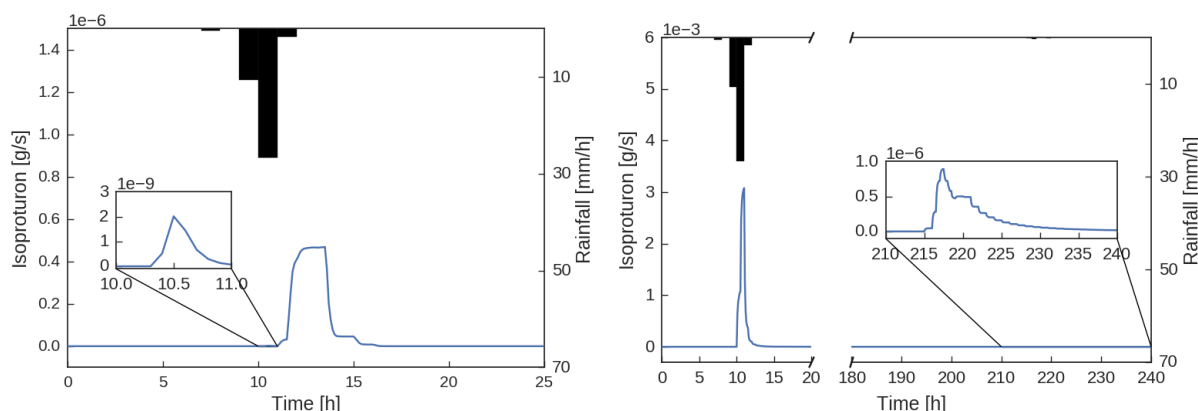 1e−6
1.4
1.2
1.0
0.8
0.6
0.4
0.2
0.0
Isoproturon [g/s]
10
30
50
70
Rainfall [mm/h]
1e−9
3
2
1
0
10.0 10.5 11.0
0 5 10 15 20 25
Time [h]
1e−3
6
5
4
3
2
1
0
Isoproturon [g/s]
10
30
50
70
Rainfall [mm/h]
1e−6
1.0
0.5
0.0
210 215 220 225 230 235 240
0 5 10 15 20 180 190 200 210 220 230 240
Time [h]